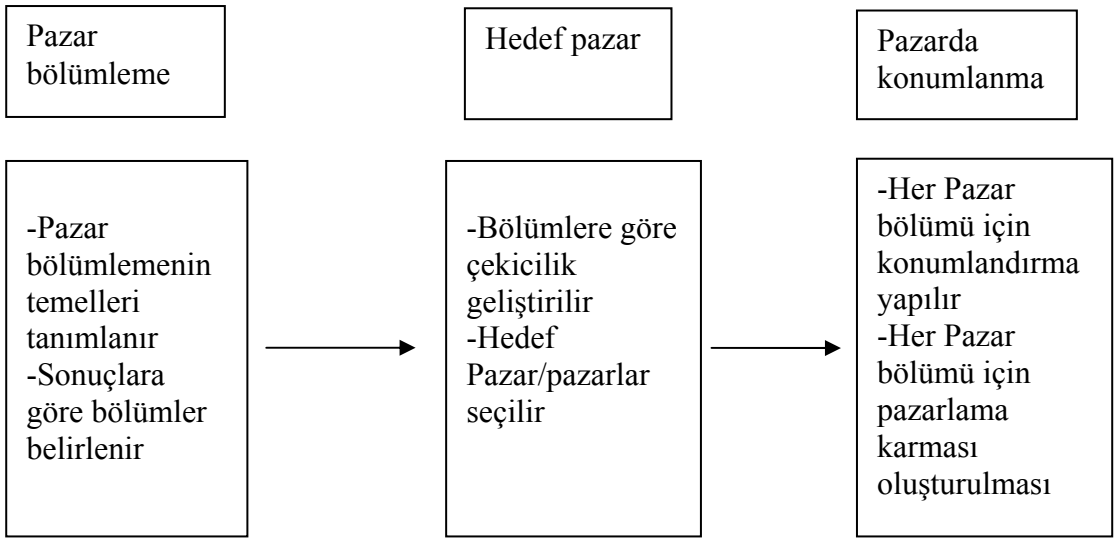 Pazar
bölümleme
Hedef pazar
Pazarda
konumlanma
-Pazar
bölümlemenin
temelleri
tanımlanır
-Sonuçlara
göre bölümler
belirlenir
-Bölümlere göre
çekicilik
geliştirilir
-Hedef
Pazar/pazarlar
seçilir
-Her Pazar
bölümü için
konumlandırma
yapılır
-Her Pazar
bölümü için
pazarlama
karması
oluşturulması